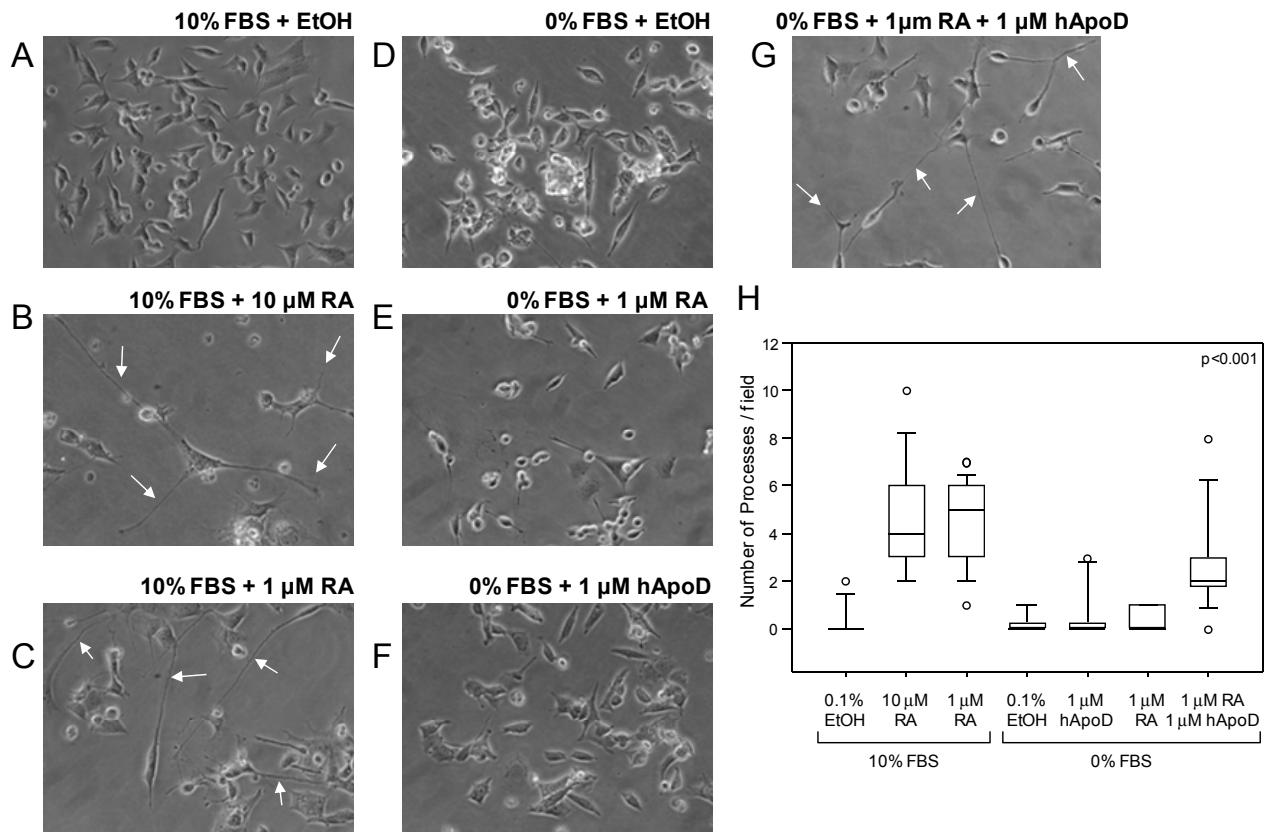 10% FBS + EtOH
A
0% FBS + EtOH
D
0% FBS + 1µm RA + 1 µM hApoD
G
10% FBS + 10 µM RA
B
0% FBS + 1 µM RA
E
10% FBS + 1 µM RA
C
0% FBS + 1 µM hApoD
F
H
p<0.001
Number of Processes / field
12
10
8
6
4
2
0
0.1% EtOH
10 µM RA
1 µM RA
0.1% EtOH
1 µM hApoD
1 µM RA
1 µM RA 1 µM hApoD
10% FBS
0% FBS